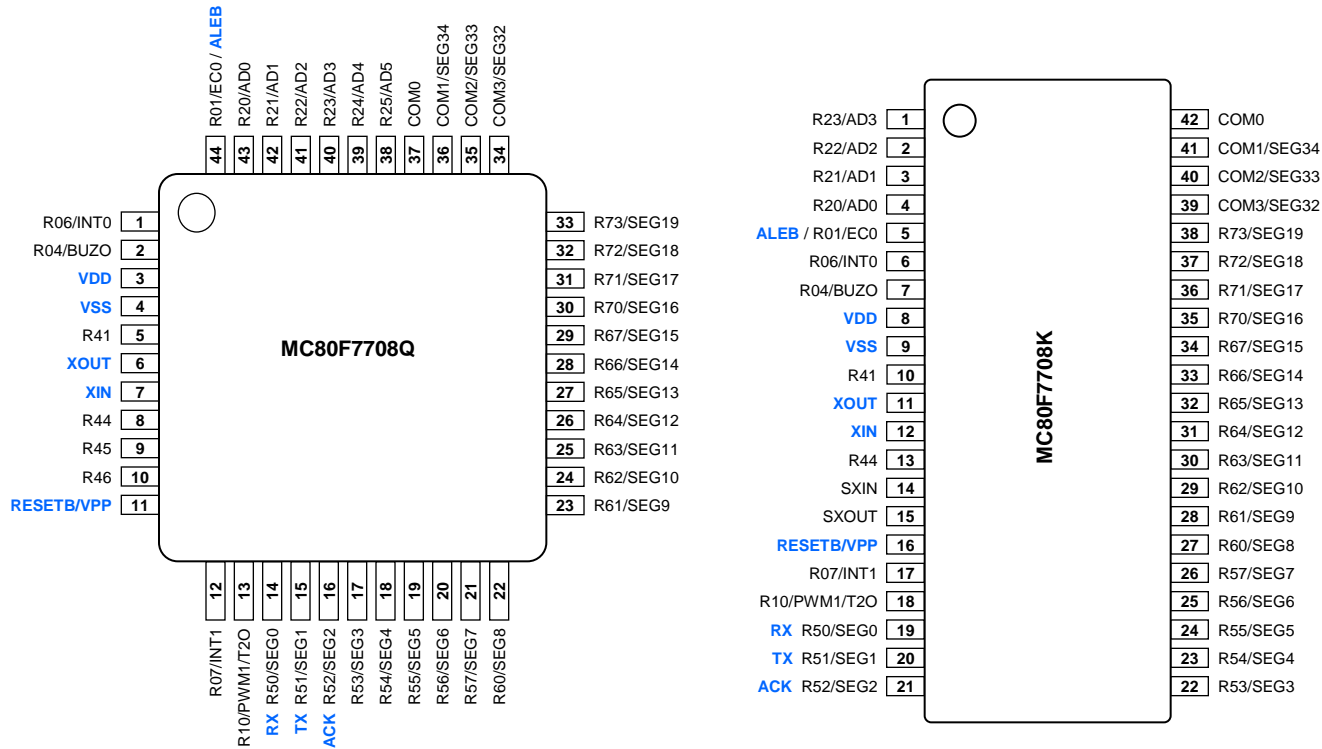 R01/EC0 / ALEB
R20/AD0
R21/AD1
R22/AD2
R23/AD3
R24/AD4
R25/AD5
COM0
COM1/SEG34
COM2/SEG33
COM3/SEG32
44
43
42
41
40
39
38
37
36
35
34
R06/INT0 1
R04/BUZO 2
VDD 3
VSS 4
R41 5
XOUT 6
XIN 7
R44 8
R45 9
R46 10
RESETB/VPP 11
MC80F7708Q
33 R73/SEG19
32 R72/SEG18
31 R71/SEG17
30 R70/SEG16
29 R67/SEG15
28 R66/SEG14
27 R65/SEG13
26 R64/SEG12
25 R63/SEG11
24 R62/SEG10
23 R61/SEG9
12
13
14
15
16
17
18
19
20
21
22
R07/INT1
R10/PWM1/T2O
RX R50/SEG0
TX R51/SEG1
ACK R52/SEG2
R53/SEG3
R54/SEG4
R55/SEG5
R56/SEG6
R57/SEG7
R60/SEG8
R23/AD3 1
R22/AD2 2
R21/AD1 3
R20/AD0 4
ALEB / R01/EC0 5
R06/INT0 6
R04/BUZO 7
VDD 8
VSS 9
R41 10
XOUT 11
XIN 12
R44 13
SXIN 14
SXOUT 15
RESETB/VPP 16
R07/INT1 17
R10/PWM1/T2O 18
RX R50/SEG0 19
TX R51/SEG1 20
ACK R52/SEG2 21
MC80F7708K
42 COM0
41 COM1/SEG34
40 COM2/SEG33
39 COM3/SEG32
38 R73/SEG19
37 R72/SEG18
36 R71/SEG17
35 R70/SEG16
34 R67/SEG15
33 R66/SEG14
32 R65/SEG13
31 R64/SEG12
30 R63/SEG11
29 R62/SEG10
28 R61/SEG9
27 R60/SEG8
26 R57/SEG7
25 R56/SEG6
24 R55/SEG5
23 R54/SEG4
22 R53/SEG3